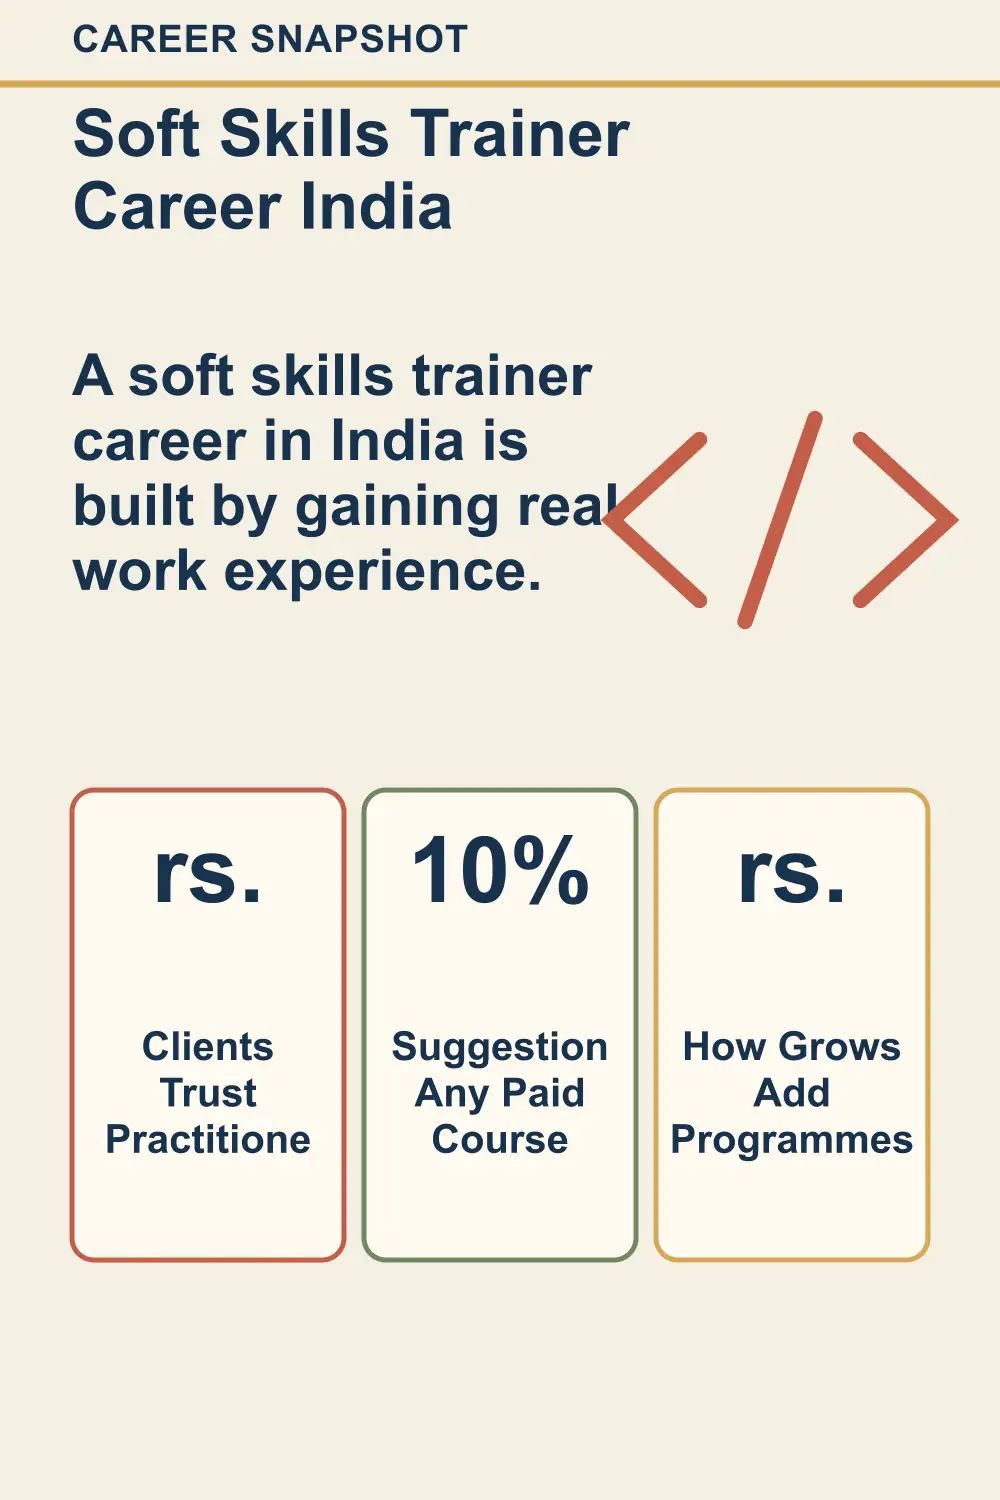 CAREER SNAPSHOT
Soft Skills Trainer
Career India
A soft skills trainer
career in India is
built by gaining real
work experience.
</>
rs.
Clients
Trust
Practitione
10%
Suggestion
Any Paid
Course
rs.
How Grows
Add
Programmes